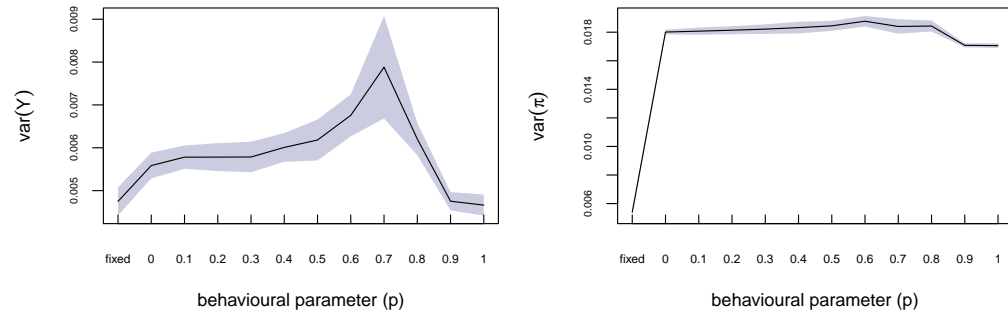 var(Y)
0.009
0.008
0.007
0.006
0.005
fixed 0 0.1 0.2 0.3 0.4 0.5 0.6 0.7 0.8 0.9 1
behavioural parameter (p)
var(π)
0.018
0.014
0.010
0.006
fixed 0 0.1 0.2 0.3 0.4 0.5 0.6 0.7 0.8 0.9 1
behavioural parameter (p)